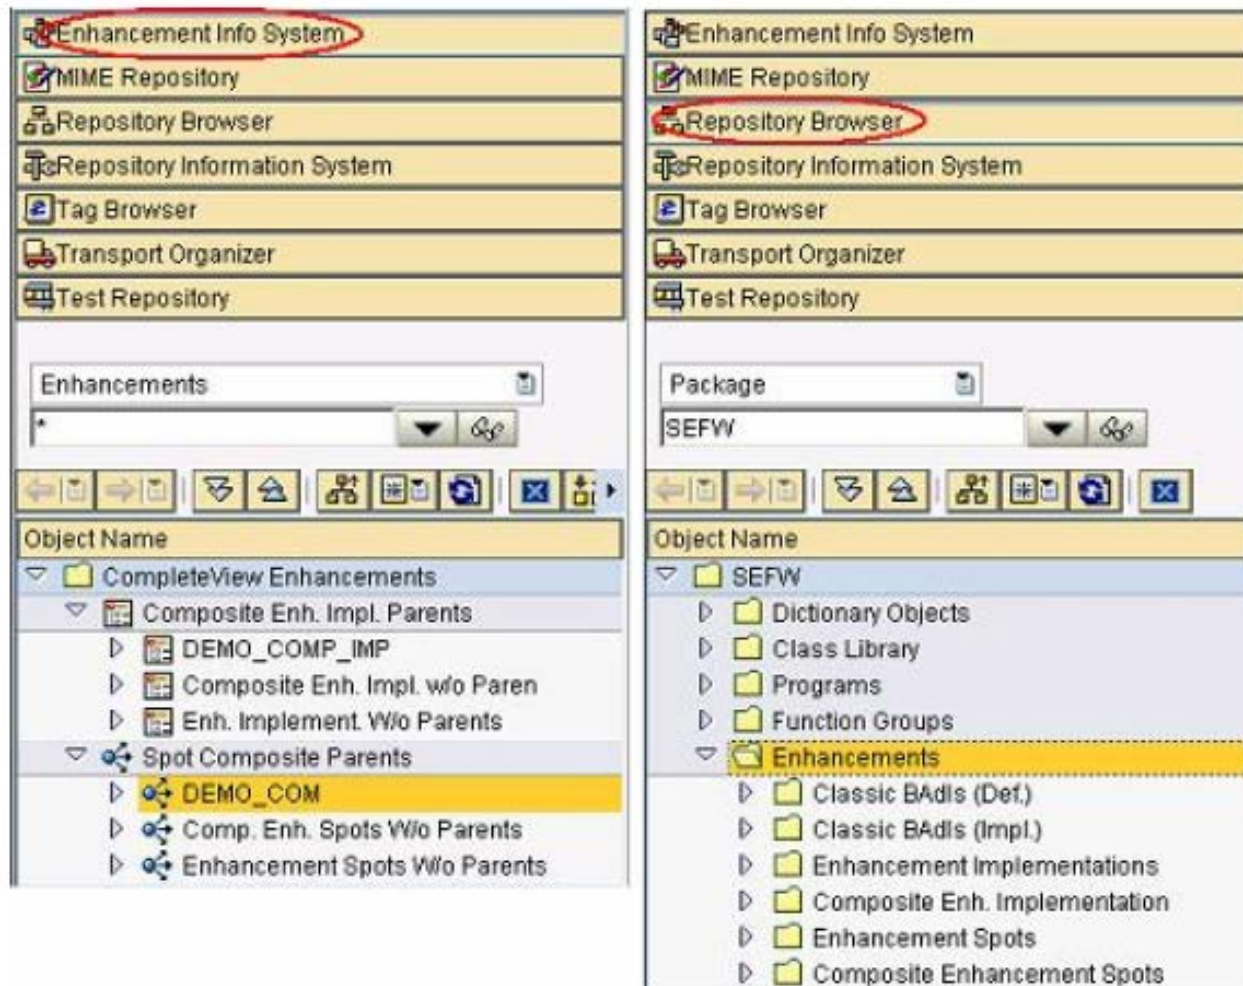 Enhancement Info System
MIME Repository
Repository Browser
Repository Information System
Tag Browser
Transport Organizer
Test Repository
Enhancements
*
Object Name
CompleteView Enhancements
Composite Enh. Impl. Parents
DEMO_COMP_IMP
Composite Enh. Impl. w/o Paren
Enh. Implement. W/o Parents
Spot Composite Parents
DEMO_COM
Comp. Enh. Spots W/o Parents
Enhancement Spots W/o Parents
Enhancement Info System
MIME Repository
Repository Browser
Repository Information System
Tag Browser
Transport Organizer
Test Repository
Package
SEFW
Object Name
SEFW
Dictionary Objects
Class Library
Programs
Function Groups
Enhancements
Classic BAdIs (Def.)
Classic BAdIs (Impl.)
Enhancement Implementations
Composite Enh. Implementation
Enhancement Spots
Composite Enhancement Spots